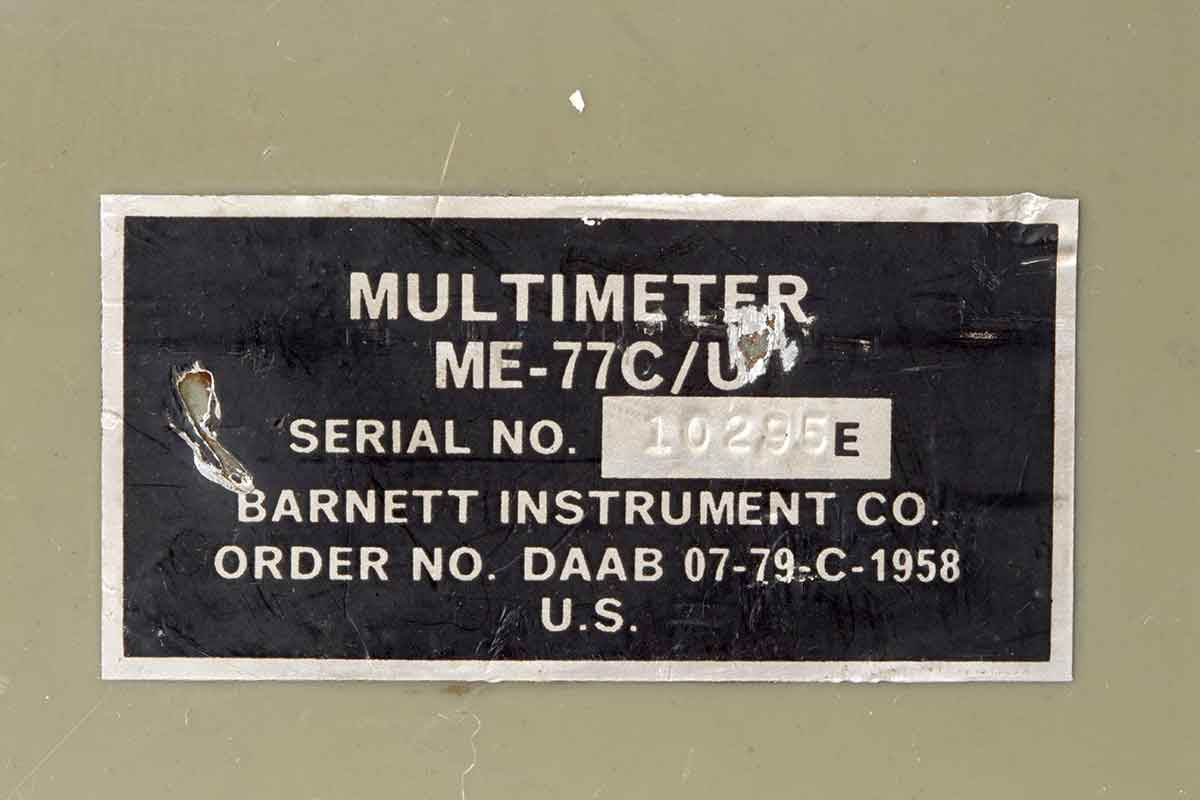 MULTIMETER
ME-77C/U
SERIAL NO. 10295E
BARNETT INSTRUMENT CO.
ORDER NO. DAAB 07-79-C-1958
U.S.